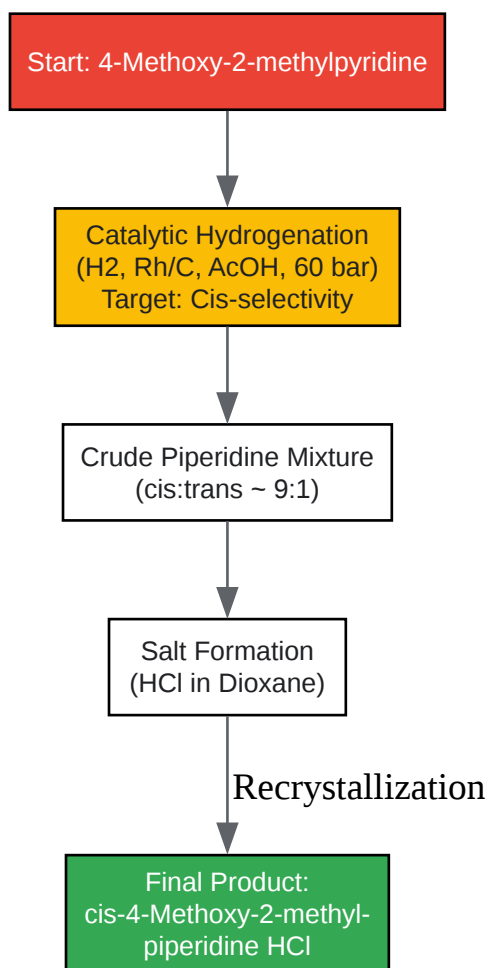 Start: 4-Methoxy-2-methylpyridine
Catalytic Hydrogenation
(H2, Rh/C, AcOH, 60 bar)
Target: Cis-selectivity
Crude Piperidine Mixture
(cis:trans ~ 9:1)
Salt Formation
(HCl in Dioxane)
Recrystallization
Final Product:
cis-4-Methoxy-2-methyl-
piperidine HCl